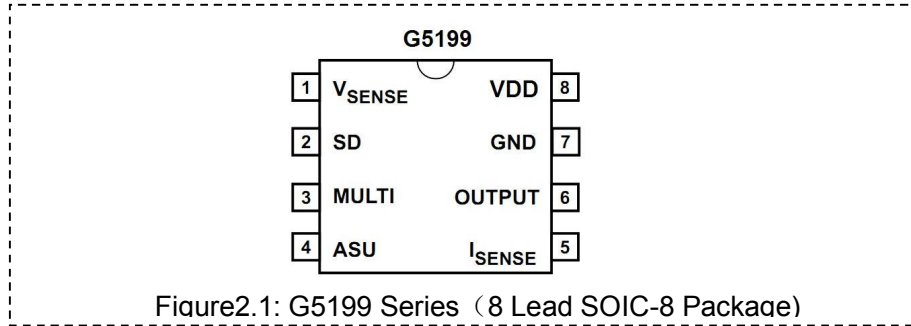 G5199
1 VSENSE VDD 8
2 SD GND 7
3 MULTI OUTPUT 6
4 ASU ISENSE 5
Figure2.1: G5199 Series（8 Lead SOIC-8 Package)